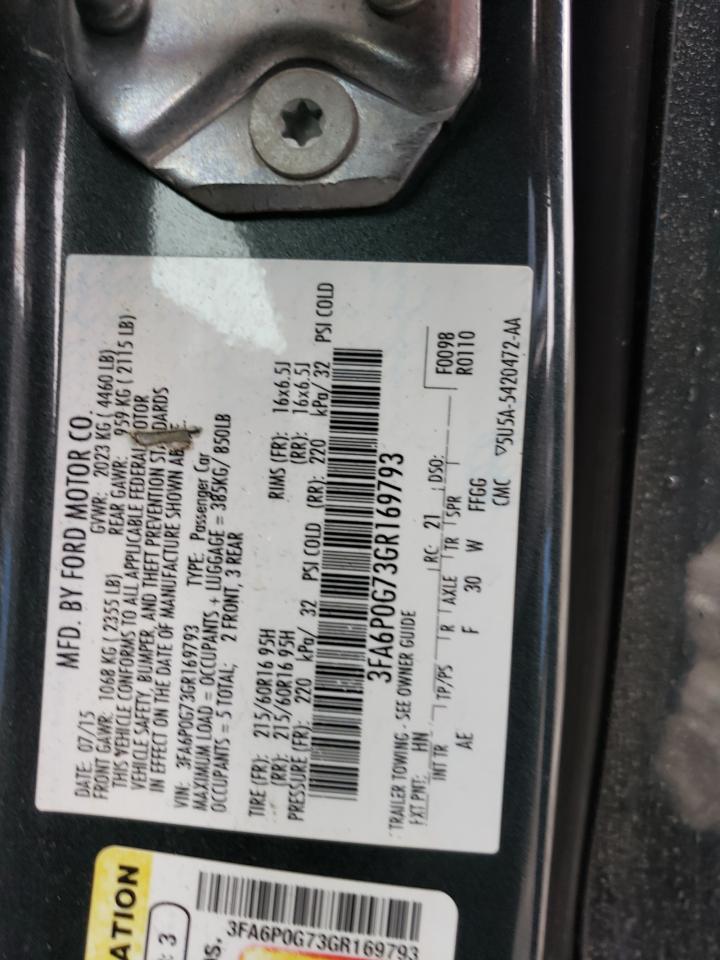 MFD. BY FORD MOTOR CO.
DATE: 07/15 GVWR: 2023 KG ( 4460 LB)
FRONT GAWR: 1068 KG ( 2355 LB) REAR GAWR: 959 KG ( 2115 LB)
THIS VEHICLE CONFORMS TO ALL APPLICABLE FEDERAL MOTOR
VEHICLE SAFETY, BUMPER, AND THEFT PREVENTION STANDARDS
IN EFFECT ON THE DATE OF MANUFACTURE SHOWN
VIN: 3FA6P0G73GR169793 TYPE: Passenger Car
MAXIMUM LOAD = OCCUPANTS + LUGGAGE = 385KG/ 850LB
OCCUPANTS = 5 TOTAL; 2 FRONT, 3 REAR
TIRE (FR): 215/60R16 95H RIMS (FR): 16x6.5J
(RR): 215/60R16 95H (RR): 16x6.5J
PRESSURE (FR): 220 kPa/ 32 PSI COLD (RR): 220 kPa/ 32 PSI COLD
3FA6P0G73GR169793
TRAILER TOWING - SEE OWNER GUIDE
EXT PNT: HN RC: 21 DSO: F0098
R0110
INT TR TP/PS R AXLE TR SPR
AE F 30 W FFGG
CMC ▽5U5A-5420472-AA
ATION
: 3
3FA6P0G73GR169793